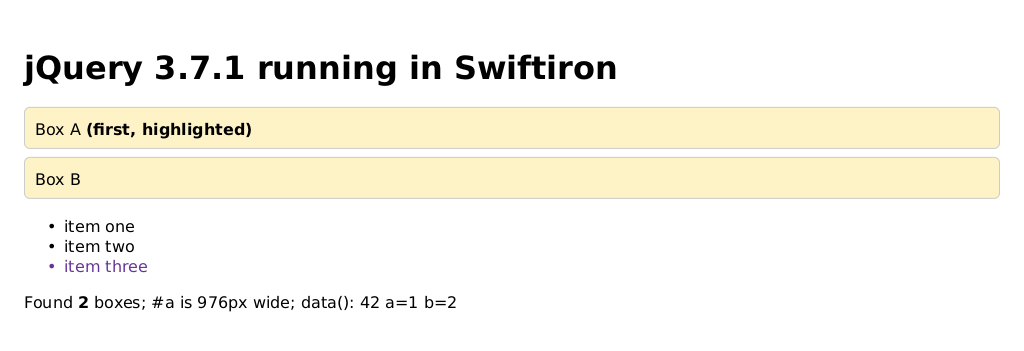 jQuery 3.7.1 running in Swiftiron
Box A (first, highlighted)
Box B
• item one
• item two
• item three
Found 2 boxes; #a is 976px wide; data(): 42 a=1 b=2